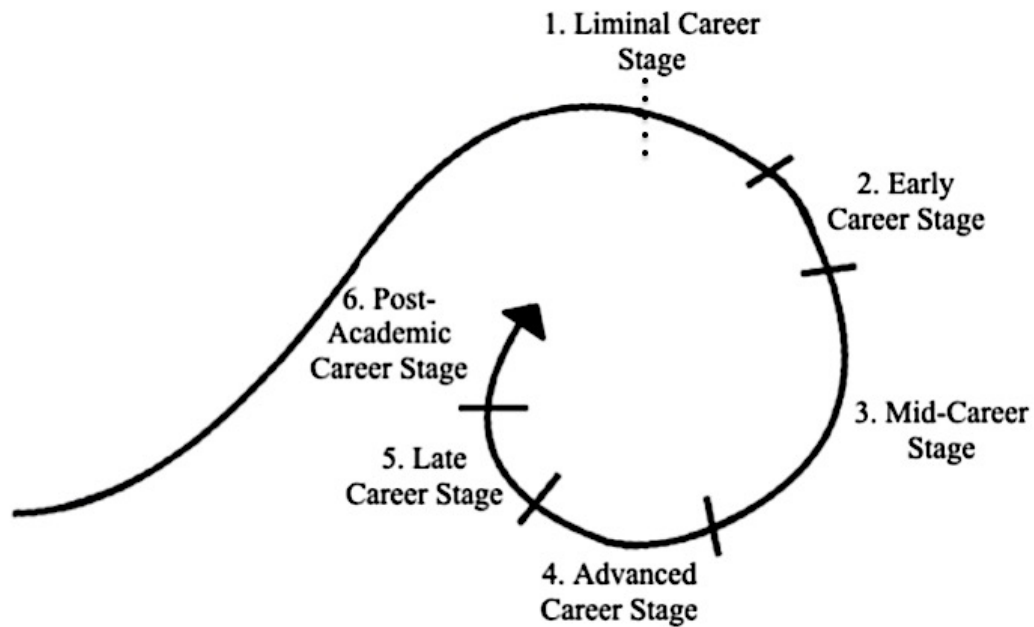 1. Liminal Career
Stage
2. Early
Career Stage
3. Mid-Career
Stage
4. Advanced
Career Stage
5. Late
Career Stage
6. Post-
Academic
Career Stage